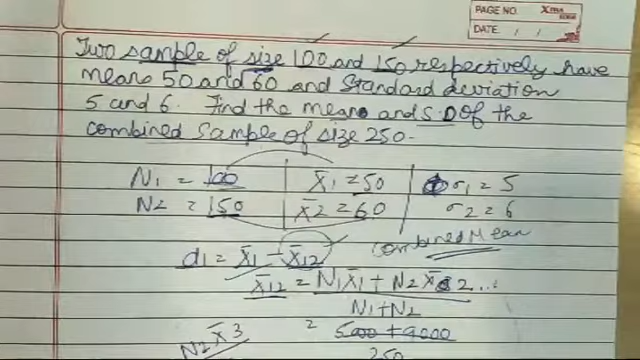 PAGE NO.
DATE / /
Two sample of size 100 and 150 respectively have
means 50 and 60 and Standard deviation
5 and 6. Find the mean and S.D of the
combined Sample of size 250.
N1 = 100 X̄1 = 50 σ1 = 5
N2 = 150 X̄2 = 60 σ2 = 6
Combined Mean
d1 = X̄1 - X̄12
X̄12 = N1X̄1 + N2X̄2 ...
N1+N2
N2X̄3
= 5000 + 9000
250